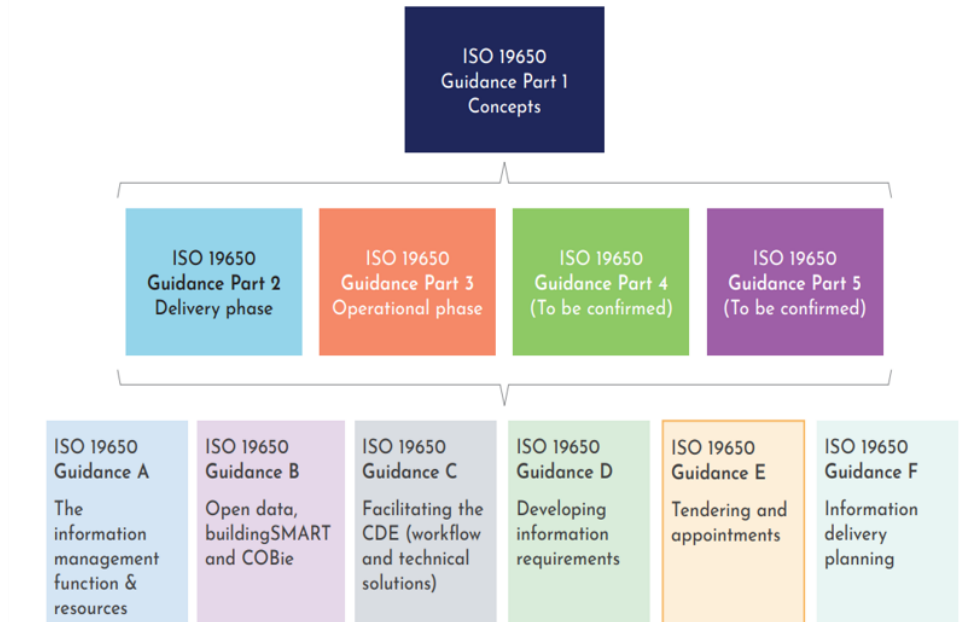 ISO 19650
Guidance Part 1
Concepts
ISO 19650
Guidance Part 2
Delivery phase
ISO 19650
Guidance Part 3
Operational phase
ISO 19650
Guidance Part 4
(To be confirmed)
ISO 19650
Guidance Part 5
(To be confirmed)
ISO 19650
Guidance A
The
information
management
function &
resources
ISO 19650
Guidance B
Open data,
buildingSMART
and COBie
ISO 19650
Guidance C
Facilitating the
CDE (workflow
and technical
solutions)
ISO 19650
Guidance D
Developing
information
requirements
ISO 19650
Guidance E
Tendering and
appointments
ISO 19650
Guidance F
Information
delivery
planning